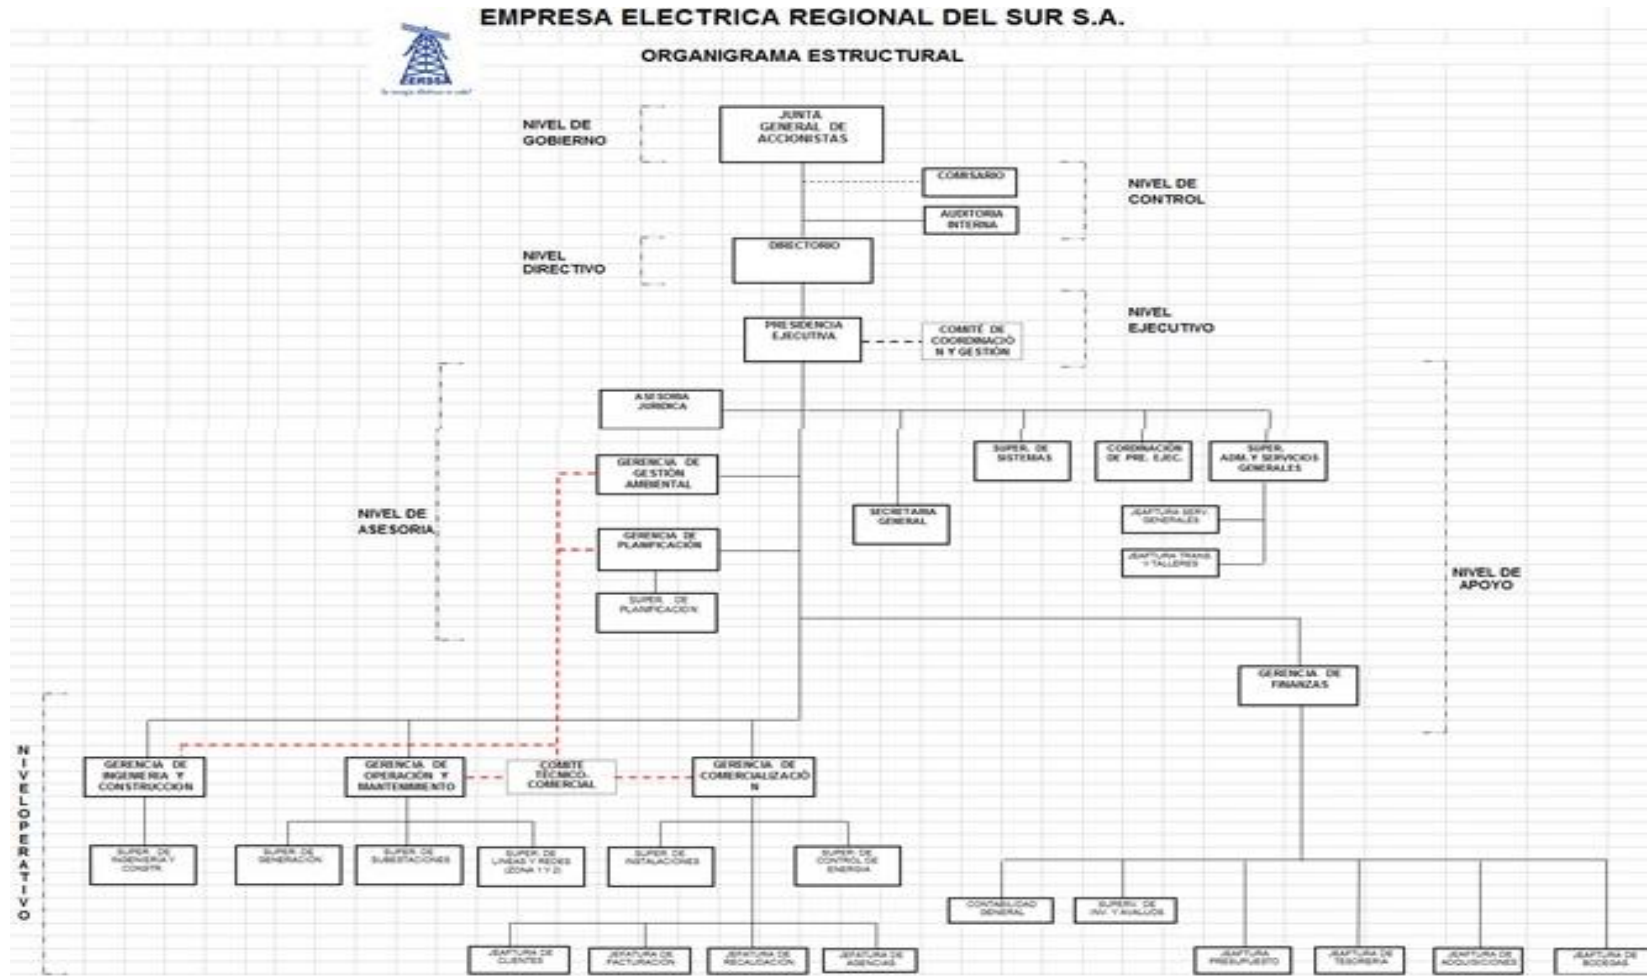 EMPRESA ELECTRICA REGIONAL DEL SUR S.A.
ORGANIGRAMA ESTRUCTURAL
EERSSA
NIVEL DE
GOBIERNO
JUNTA
GENERAL DE
ACCIONISTAS
COMISARIO
AUDITORIA
INTERNA
NIVEL DE
CONTROL
NIVEL
DIRECTIVO
DIRECTORIO
PRESIDENCIA
EJECUTIVA
COMITÉ DE
COORDINACIÓ
N Y GESTIÓN
NIVEL
EJECUTIVO
ASESORIA
JURIDICA
SUPER. DE
SISTEMAS
CORDINACIÓN
DE PRE. EJEC.
SUPER.
ADM. Y SERVICIOS
GENERALES
GERENCIA DE
GESTIÓN
AMBIENTAL
SECRETARIA
GENERAL
JEAFTURA SERV.
GENERALES
NIVEL DE
ASESORIA
GERENCIA DE
PLANIFICACIÓN
JEAFTURA TRANS.
Y TALLERES
SUPER. DE
PLANIFICACION
NIVEL DE
APOYO
GERENCIA DE
FINANZAS
NIVEL OPERATIVO
GERENCIA DE
INGENIERIA Y
CONSTRUCCION
GERENCIA DE
OPERACIÓN Y
MANTENIMIENTO
COMITE
TÉCNICO-
COMERCIAL
GERENCIA DE
COMERCIALIZACIÓ
N
SUPER. DE
INGENIERÍA Y
CONSTR.
SUPER. DE
GENERACIÓN
SUPER. DE
SUBESTACIONES
SUPER. DE
LINEAS Y REDES
(ZONA 1 Y 2)
SUPER. DE
INSTALACIONES
SUPER. DE
CONTROL DE
ENERGIA
CONTABILIDAD
GENERAL
SUPERV. DE
INV. Y AVALUOS
JEAFTURA DE
CLIENTES
JEFATURA DE
FACTURACION
JEFATURA DE
RECAUDACION
JEFATURA DE
AGENCIAS
JEAFTURA
PRESUPUESTO
JEAFTURA DE
TESORERIA
JEAFTURA DE
ADQUISICIONES
JEAFTURA DE
BODEGAS